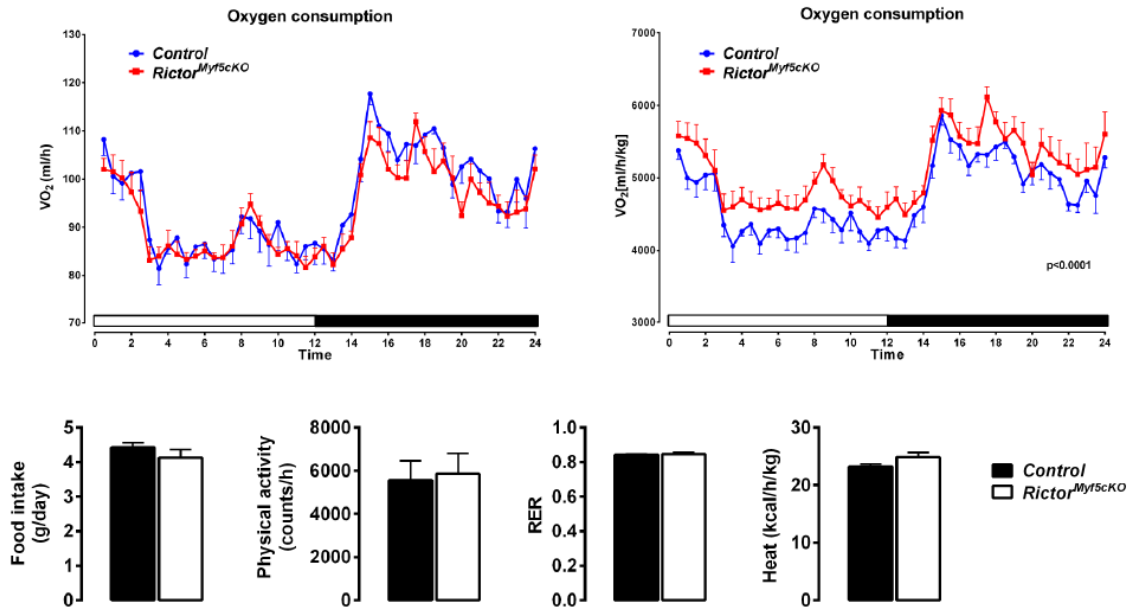 Oxygen consumption
130
120
110
100
90
80
70
VO2 (ml/h)
Control
RictorMyf5cKO
0 2 4 6 8 10 12 14 16 18 20 22 24
Time
Oxygen consumption
7000
6000
5000
4000
3000
VO2[ml/h/kg]
Control
RictorMyf5cKO
p<0.0001
0 2 4 6 8 10 12 14 16 18 20 22 24
Time
5
4
3
2
1
0
Food intake
(g/day)
8000
6000
4000
2000
0
Physical activity
(counts/h)
1.0
0.8
0.6
0.4
0.2
0.0
RER
30
20
10
0
Heat (kcal/h/kg)
Control
RictorMyf5cKO